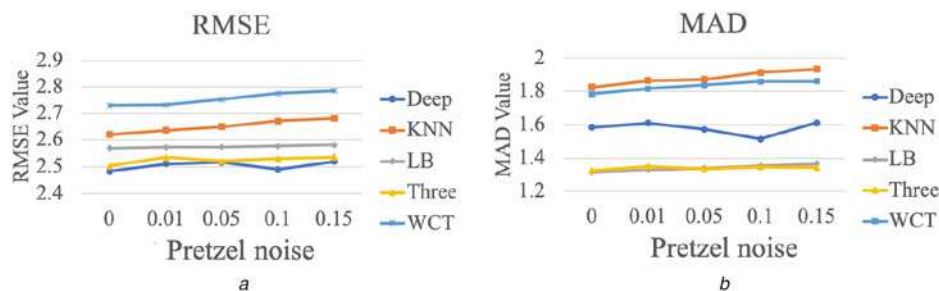 RMSE
RMSE Value
2.9
2.8
2.7
2.6
2.5
2.4
0 0.01 0.05 0.1 0.15
Pretzel noise
Deep
KNN
LB
Three
WCT
a
MAD
MAD Value
2
1.8
1.6
1.4
1.2
0 0.01 0.05 0.1 0.15
Pretzel noise
Deep
KNN
LB
Three
WCT
b